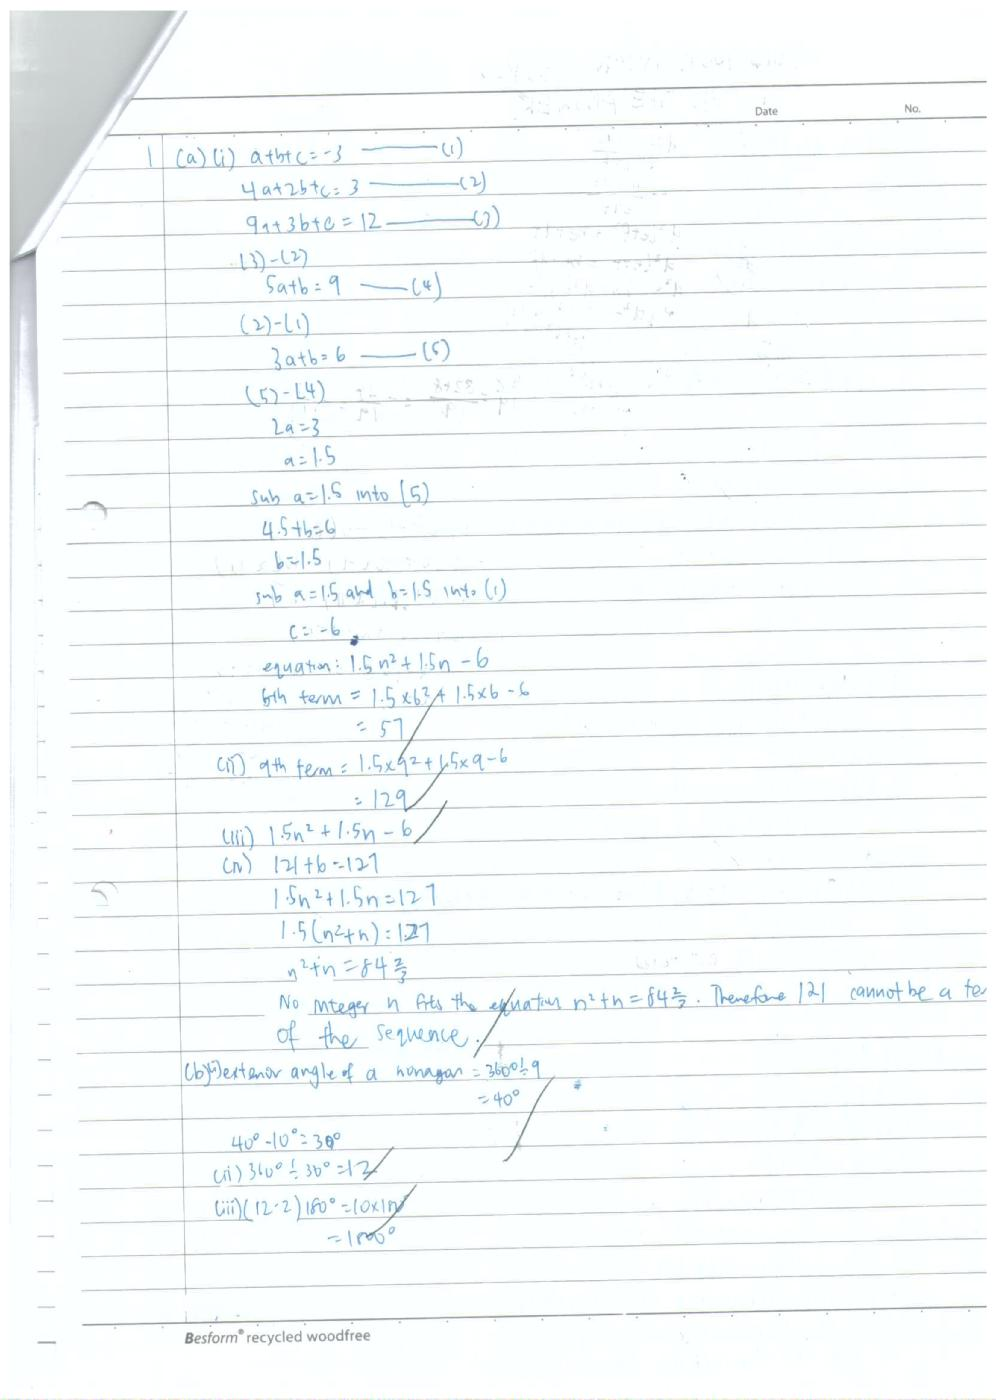 Date No.
1 (a) (i) a+b+c=-3 —— (1)
4a+2b+c=3 —— (2)
9a+3b+c=12 —— (3)
(3)-(2)
5a+b=9 —— (4)
(2)-(1)
3a+b=6 —— (5)
(5)-(4)
2a=3
a=1.5
sub a=1.5 into (5)
4.5+b=6
b=1.5
sub a=1.5 and b=1.5 into (1)
c=-6
equation: 1.5n²+1.5n-6
6th term = 1.5×6²+1.5×6-6
= 57
(ii) 9th term = 1.5×9²+1.5×9-6
= 129
(iii) 1.5n²+1.5n-6
(iv) 121+6=127
1.5n²+1.5n=127
1.5(n²+n)=127
n²+n=84⅔
No integer n fits the equation n²+n=84⅔. Therefore 121 cannot be a te
of the sequence.
(b)(i) exterior angle of a nonagon = 360°÷9
=40°
40°-10°=30°
(ii) 360°÷30°=12
(iii) (12-2)180°=10×180
=1800°
Besform® recycled woodfree